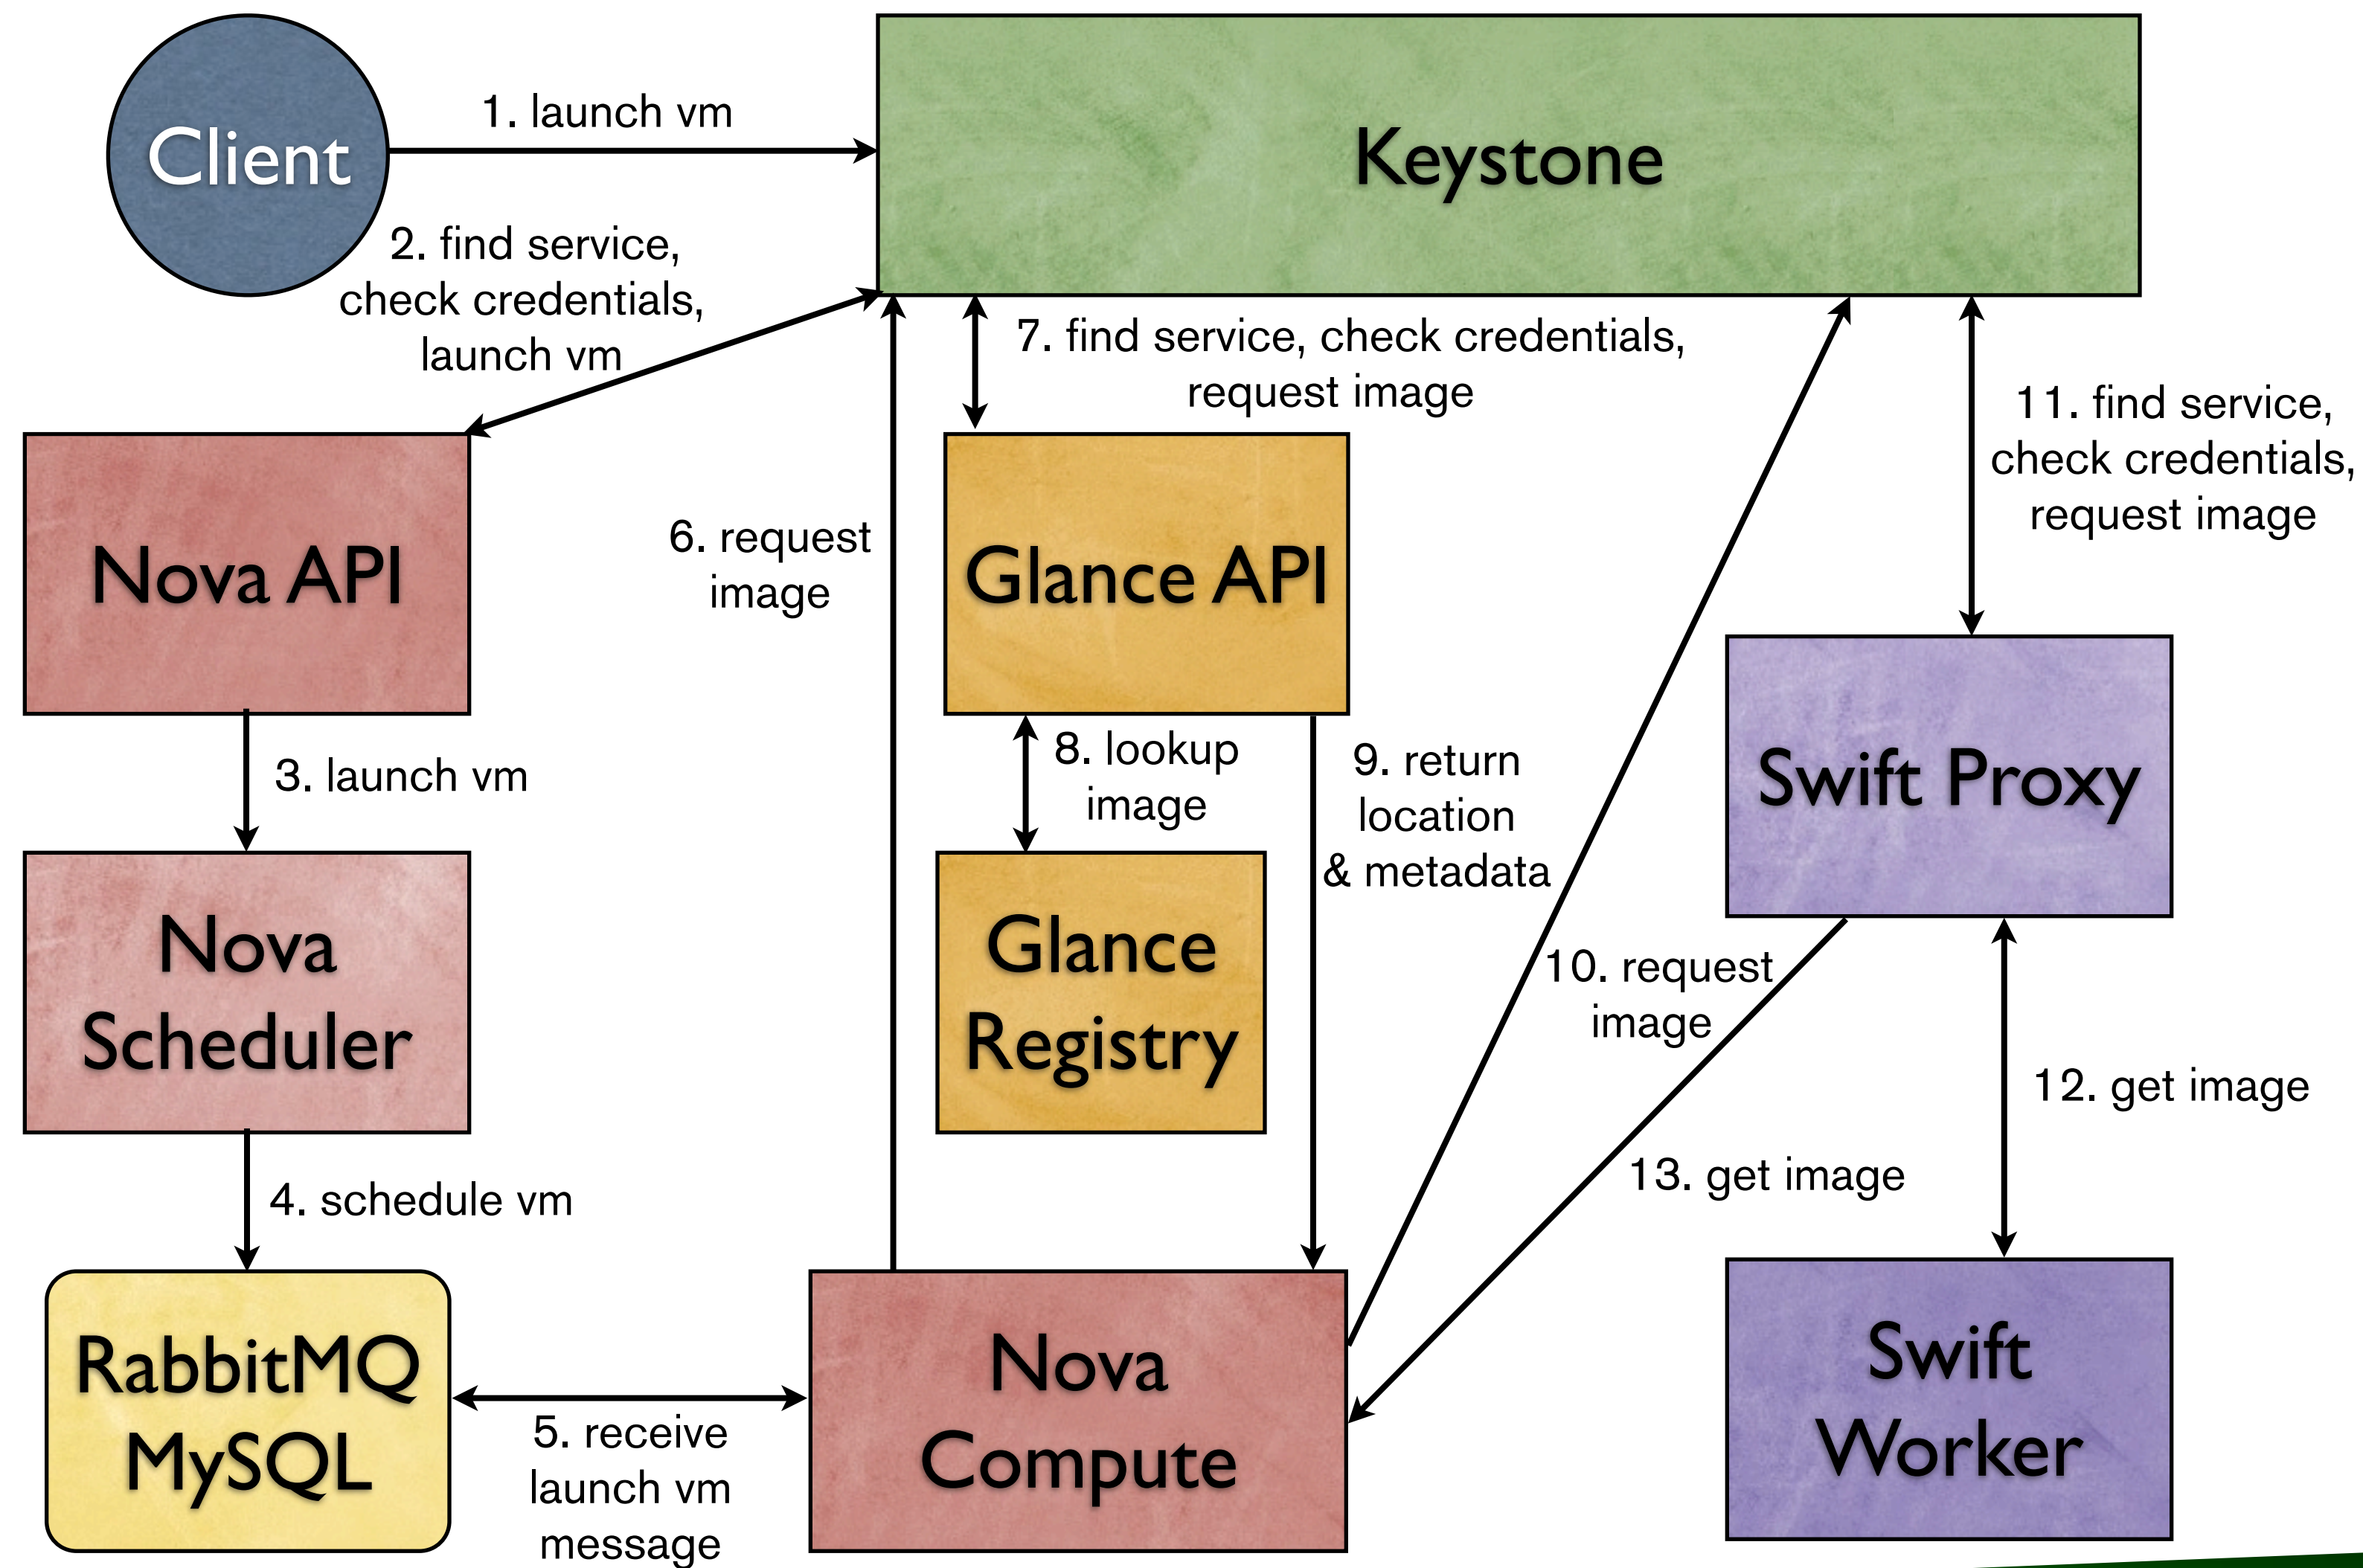 Client
1. launch vm
Keystone
2. find service,
check credentials,
launch vm
7. find service, check credentials,
request image
11. find service,
check credentials,
request image
Nova API
6. request
image
Glance API
3. launch vm
8. lookup
image
9. return
location
& metadata
Swift Proxy
Nova
Scheduler
Glance
Registry
10. request
image
12. get image
13. get image
4. schedule vm
RabbitMQ
MySQL
5. receive
launch vm
message
Nova
Compute
Swift
Worker